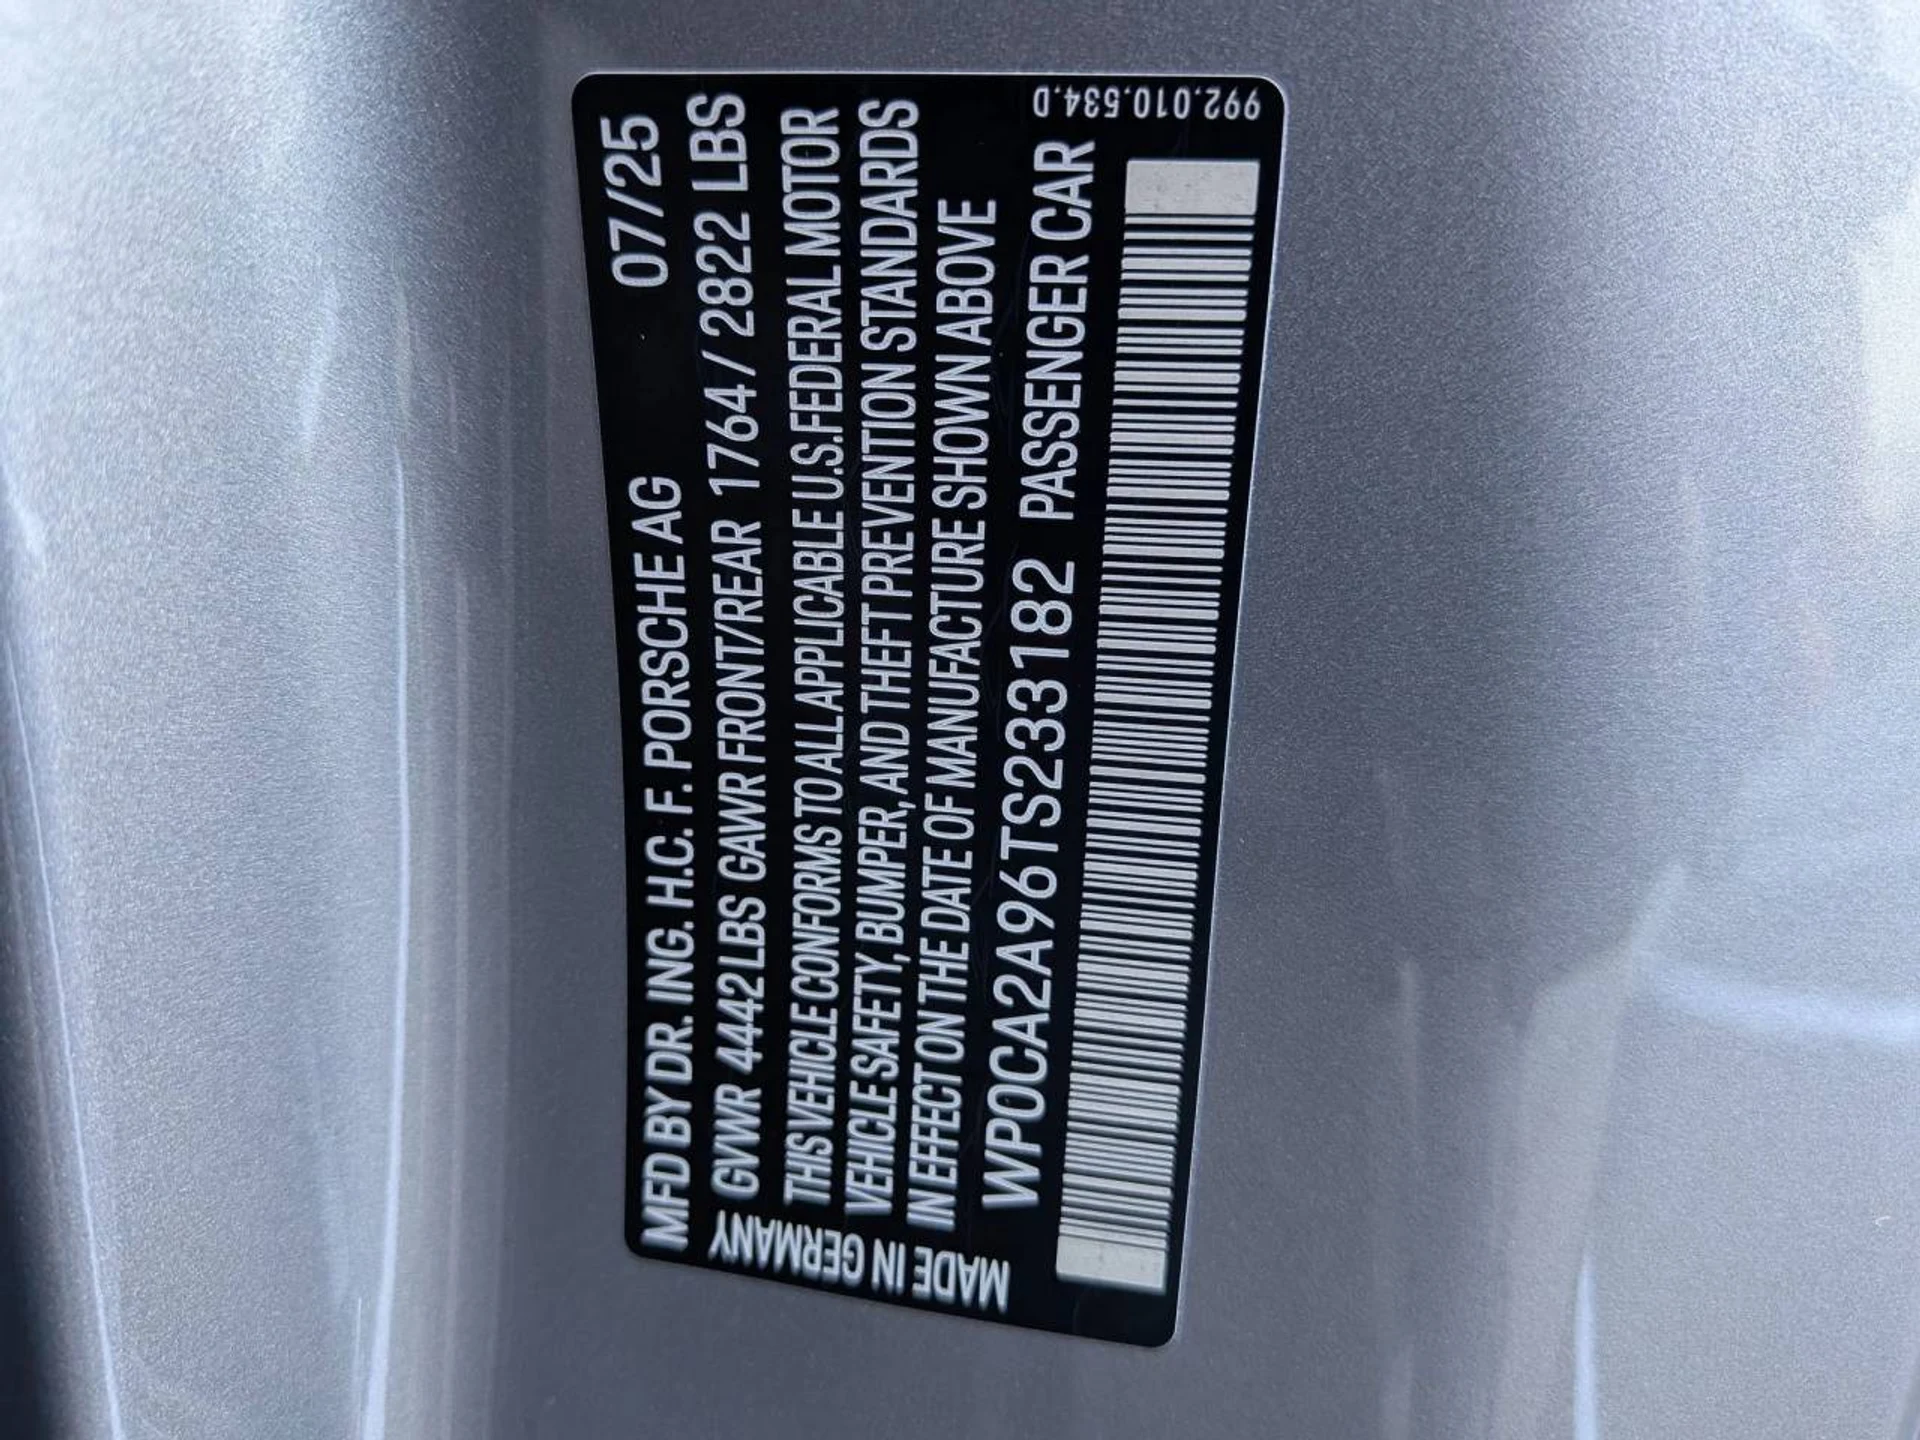 MFD BY DR. ING. H.C. F. PORSCHE AG 07/25
GVWR 4442 LBS GAWR FRONT/REAR 1764 / 2822 LBS
THIS VEHICLE CONFORMS TO ALL APPLICABLE U.S. FEDERAL MOTOR
VEHICLE SAFETY, BUMPER, AND THEFT PREVENTION STANDARDS
IN EFFECT ON THE DATE OF MANUFACTURE SHOWN ABOVE
WP0CA2A96TS233182 PASSENGER CAR
MADE IN GERMANY
992.010.534.D